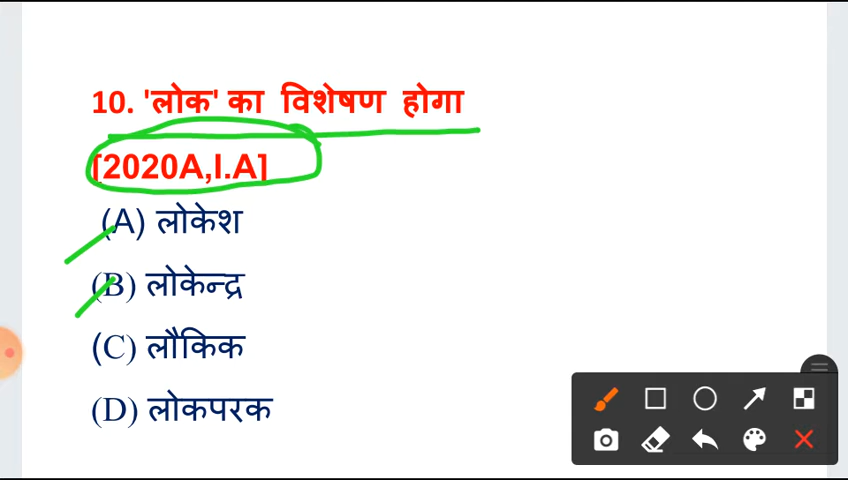 10. 'लोक' का विशेषण होगा
[2020A,I.A]
(A) लोकेश
(B) लोकेन्द्र
(C) लौकिक
(D) लोकपरक